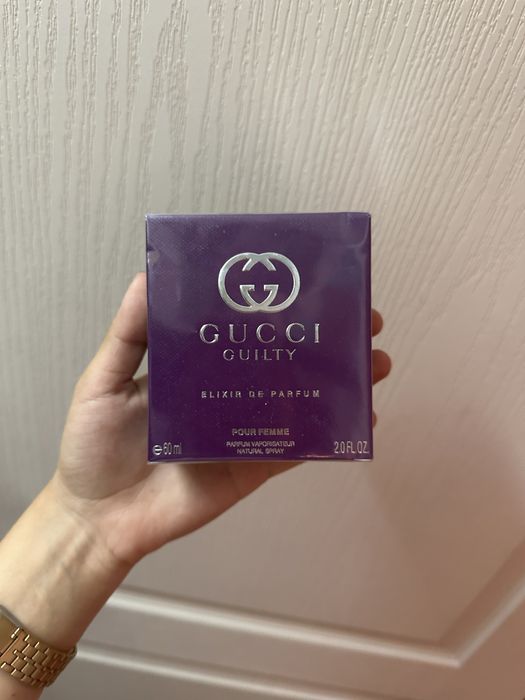 GUCCI
GUILTY
ELIXIR DE PARFUM
POUR FEMME
℮60 ml PARFUM VAPORISATEUR 2.0 FL OZ
NATURAL SPRAY